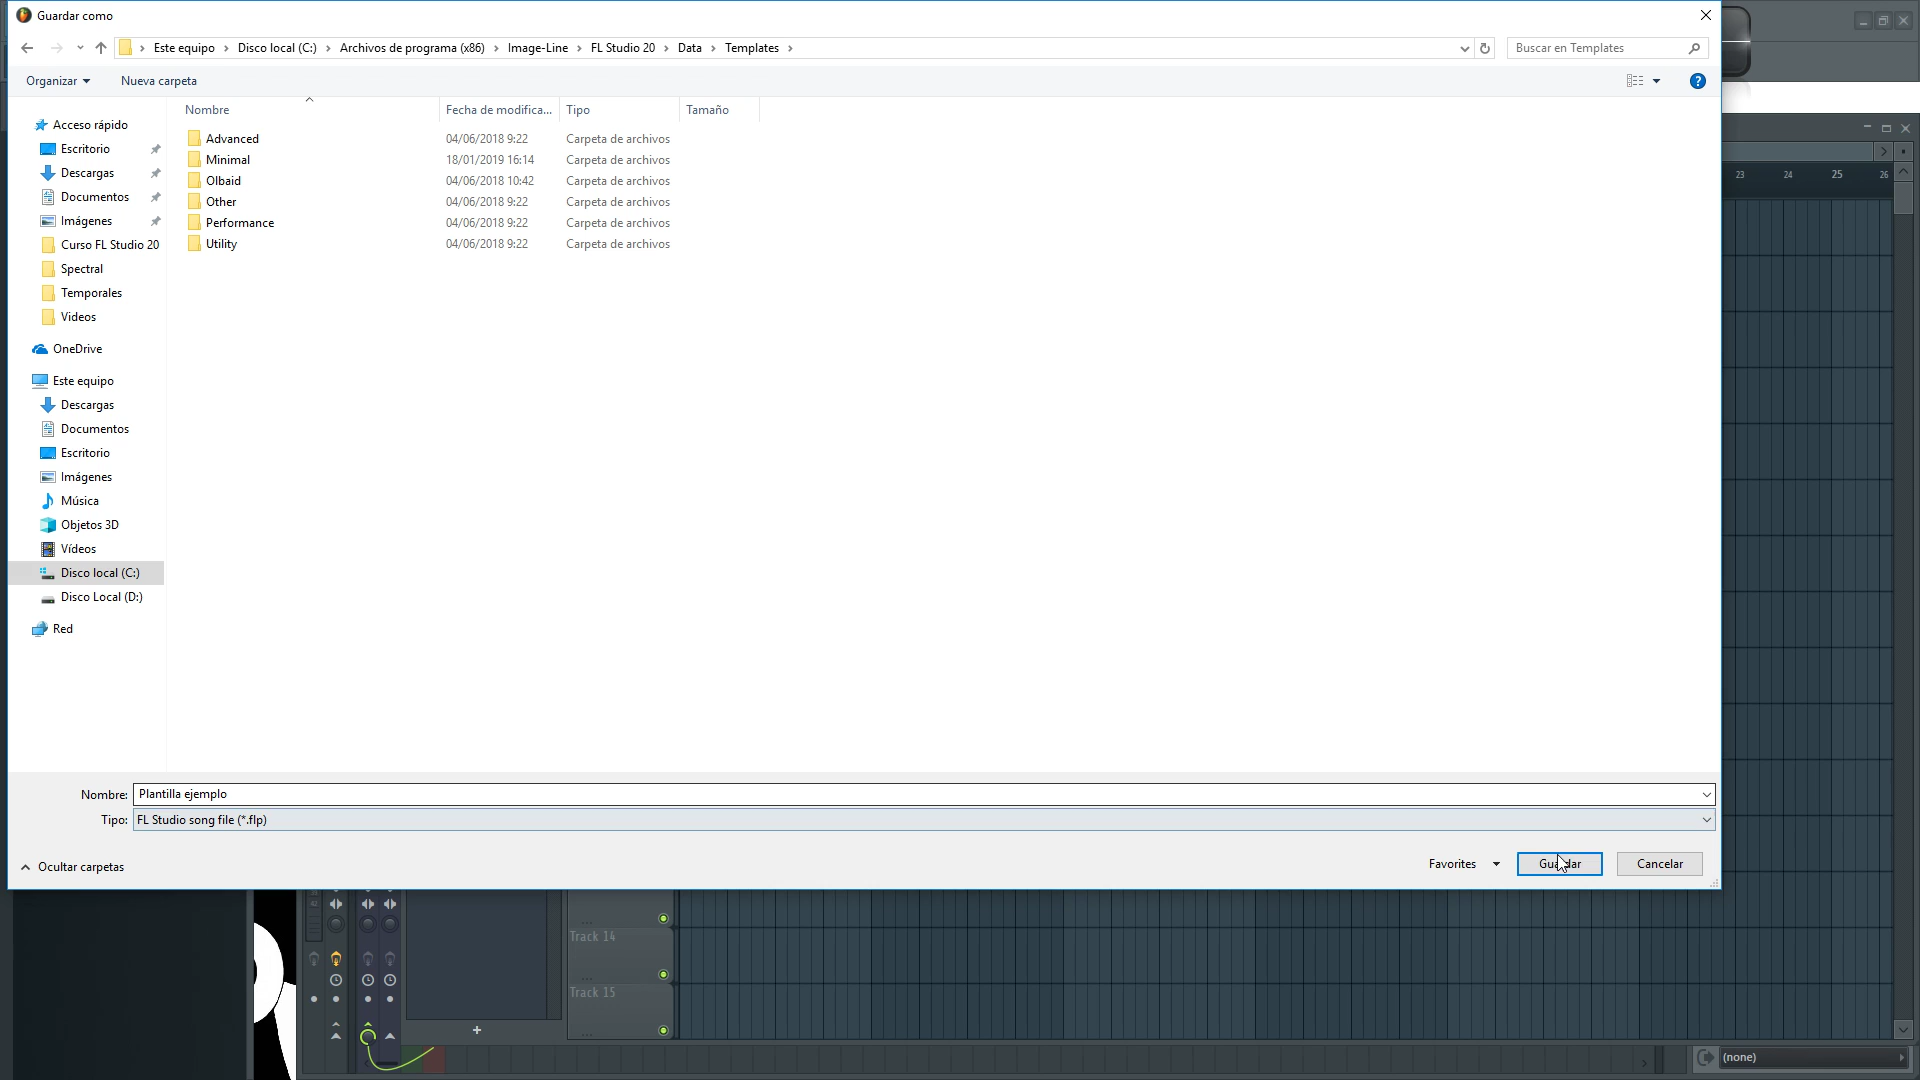 Guardar como
Este equipo > Disco local (C:) > Archivos de programa (x86) > Image-Line > FL Studio 20 > Data > Templates >
Buscar en Templates
Organizar
Nueva carpeta
Nombre
Fecha de modifica...
Tipo
Tamaño
Acceso rápido
Escritorio
Descargas
Documentos
Imágenes
Curso FL Studio 20
Spectral
Temporales
Videos
OneDrive
Este equipo
Descargas
Documentos
Escritorio
Imágenes
Música
Objetos 3D
Vídeos
Disco local (C:)
Disco Local (D:)
Red
Advanced 04/06/2018 9:22 Carpeta de archivos
Minimal 18/01/2019 16:14 Carpeta de archivos
Olbaid 04/06/2018 10:42 Carpeta de archivos
Other 04/06/2018 9:22 Carpeta de archivos
Performance 04/06/2018 9:22 Carpeta de archivos
Utility 04/06/2018 9:22 Carpeta de archivos
23 24 25 26
Nombre: Plantilla ejemplo
Tipo: FL Studio song file (*.flp)
Ocultar carpetas
Favorites
Guardar
Cancelar
Track 14
Track 15
(none)